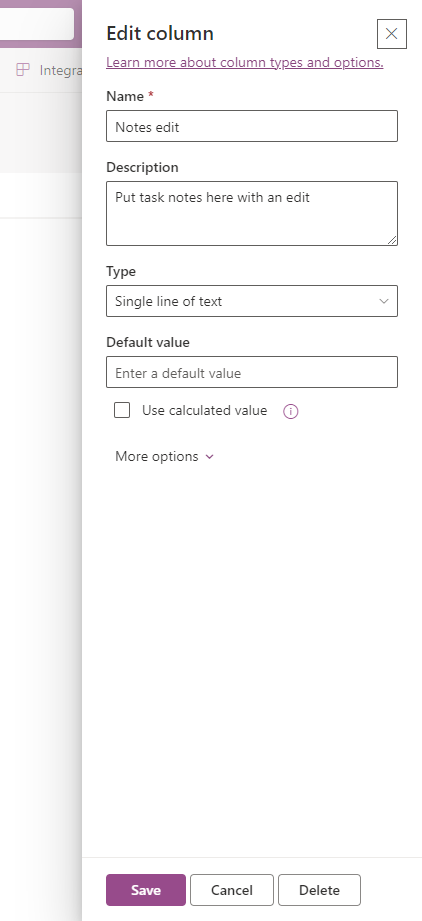 Edit column
Learn more about column types and options.
Integra
Name *
Notes edit
Description
Put task notes here with an edit
Type
Single line of text
Default value
Enter a default value
Use calculated value
More options
Save Cancel Delete